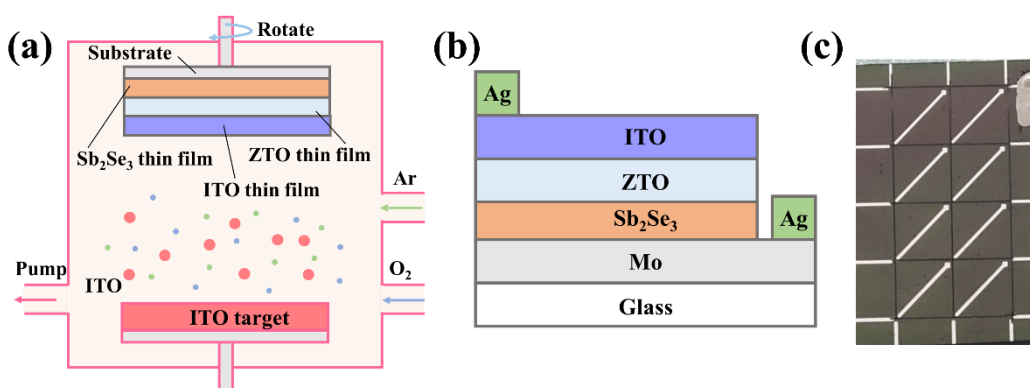 (a)
Rotate
Substrate
Sb₂Se₃ thin film
ZTO thin film
ITO thin film
Ar
Pump
ITO
O₂
ITO target
(b)
Ag
ITO
ZTO
Sb₂Se₃
Ag
Mo
Glass
(c)